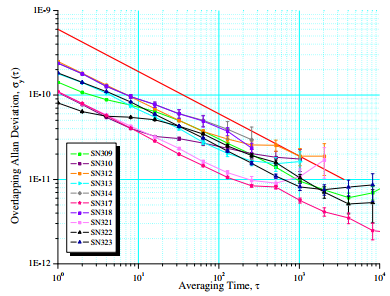 1E-9
1E-10
1E-11
1E-12
Overlapping Allan Deviation, σy(τ)
SN309
SN310
SN312
SN313
SN314
SN317
SN318
SN321
SN322
SN323
10^0 10^1 10^2 10^3 10^4
Averaging Time, τ